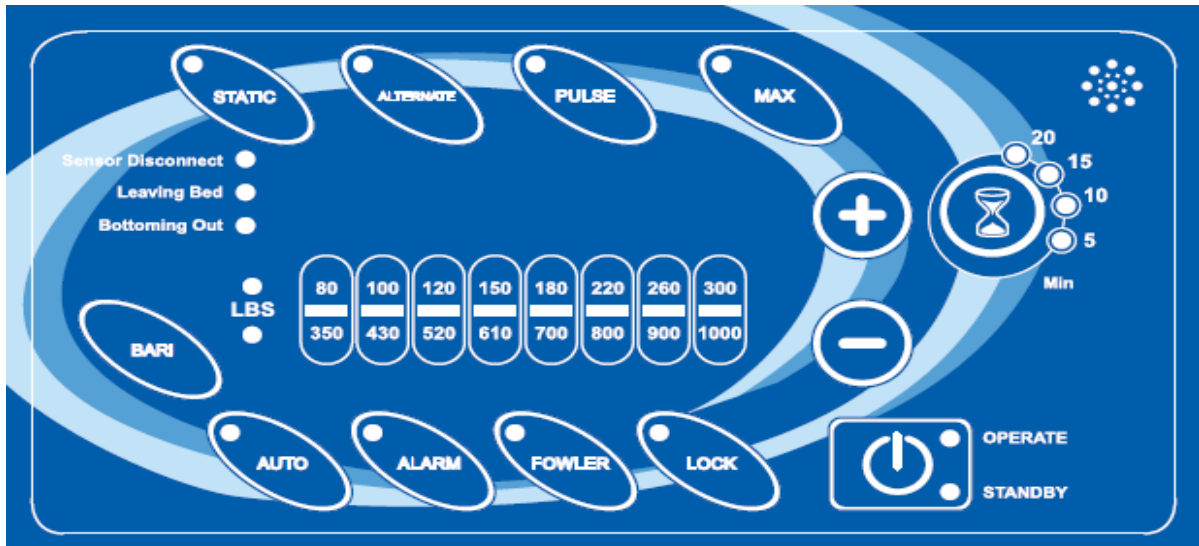 STATIC
ALTERNATE
PULSE
MAX
Sensor Disconnect
Leaving Bed
Bottoming Out
20
15
10
5
Min
LBS
80 100 120 150 180 220 260 300
350 430 520 610 700 800 900 1000
BARI
AUTO
ALARM
FOWLER
LOCK
OPERATE
STANDBY